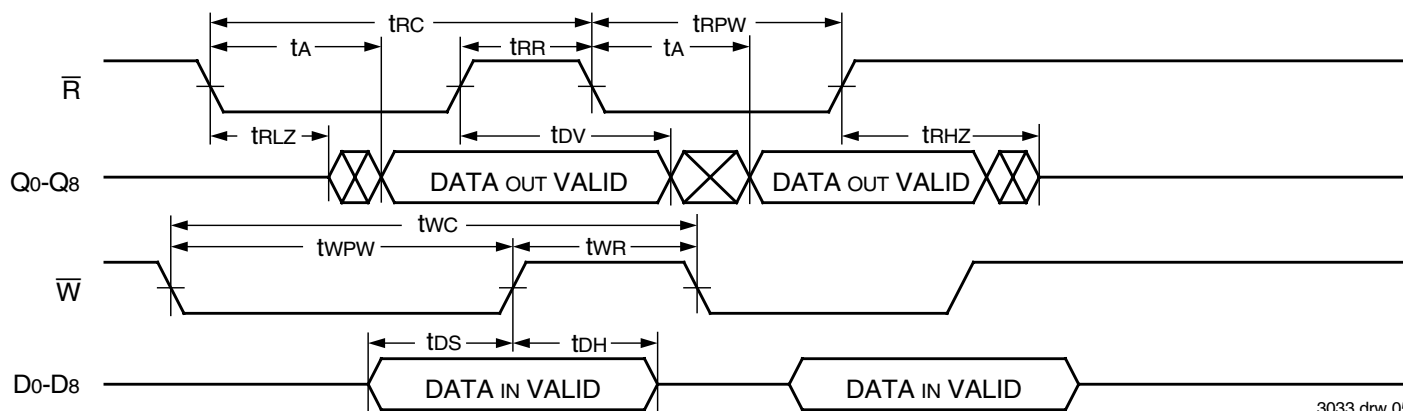 tRC
tRPW
tA
tRR
tA
R̅
tRLZ
tDV
tRHZ
Q0-Q8
DATA OUT VALID
DATA OUT VALID
tWC
tWPW
tWR
W̅
tDS
tDH
D0-D8
DATA IN VALID
DATA IN VALID